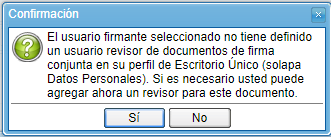 Confirmación
El usuario firmante seleccionado no tiene definido
un usuario revisor de documentos de firma
conjunta en su perfil de Escritorio Único (solapa
Datos Personales). Si es necesario usted puede
agregar ahora un revisor para este documento.
Sí No